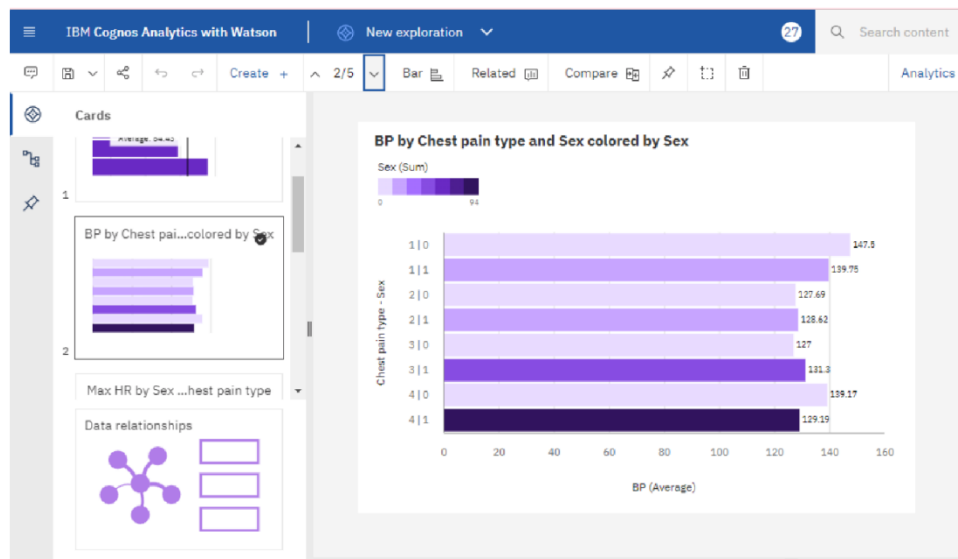 IBM Cognos Analytics with Watson
New exploration
27
Search content
Create +
2/5
Bar
Related
Compare
Analytics
Cards
Average: 54.43
1
BP by Chest pai...colored by Sex
2
Max HR by Sex ...hest pain type
Data relationships
BP by Chest pain type and Sex colored by Sex
Sex (Sum)
0 94
Chest pain type - Sex
1|0 147.5
1|1 139.75
2|0 127.69
2|1 128.62
3|0 127
3|1 131.3
4|0 139.17
4|1 129.19
0 20 40 60 80 100 120 140 160
BP (Average)